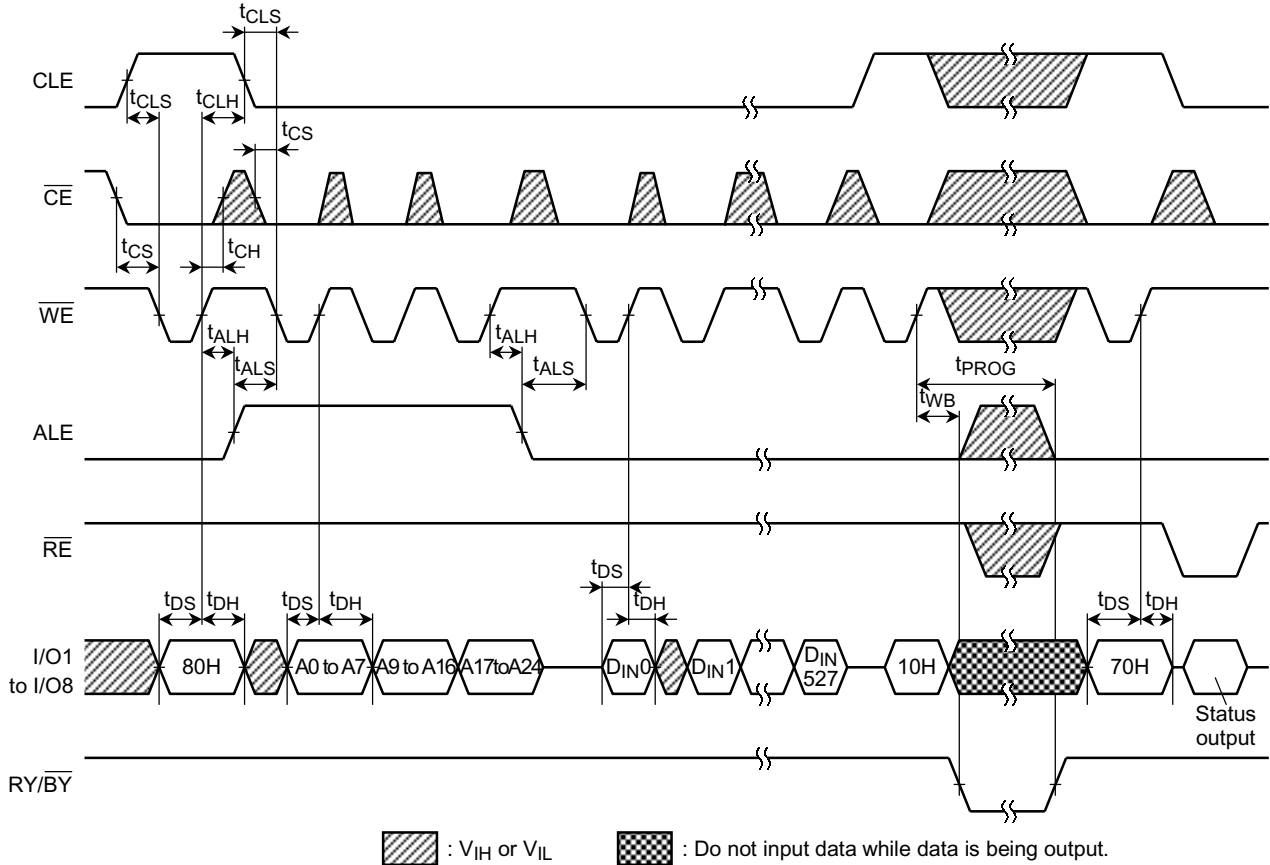 tCLS
CLE
tCLS tCLH
tCS
CE
tCS tCH
WE
tALH tALH
tALS tALS tPROG
tWB
ALE
RE
tDS
tDS tDH tDS tDH tDH tDS tDH
I/O1
to I/O8
80H A0 to A7 A9 to A16 A17 to A24 DIN0 DIN1 DIN
527 10H 70H
Status
output
RY/BY
: VIH or VIL : Do not input data while data is being output.